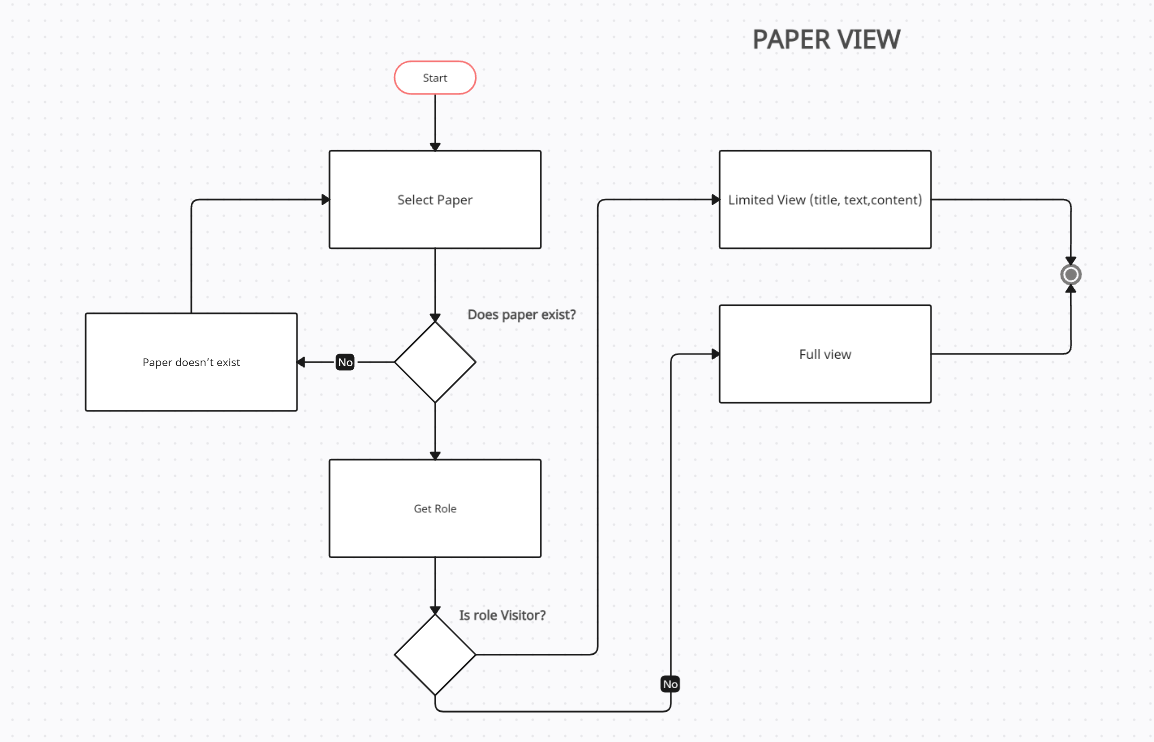 PAPER VIEW
Start
Select Paper
Limited View (title, text,content)
Does paper exist?
No
Paper doesn't exist
Full view
Get Role
Is role Visitor?
No